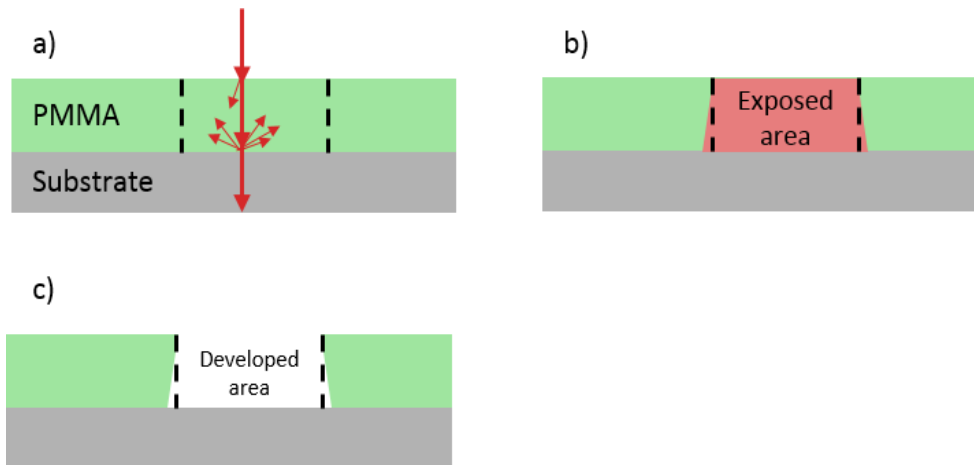 a)
PMMA
Substrate
b)
Exposed
area
c)
Developed
area